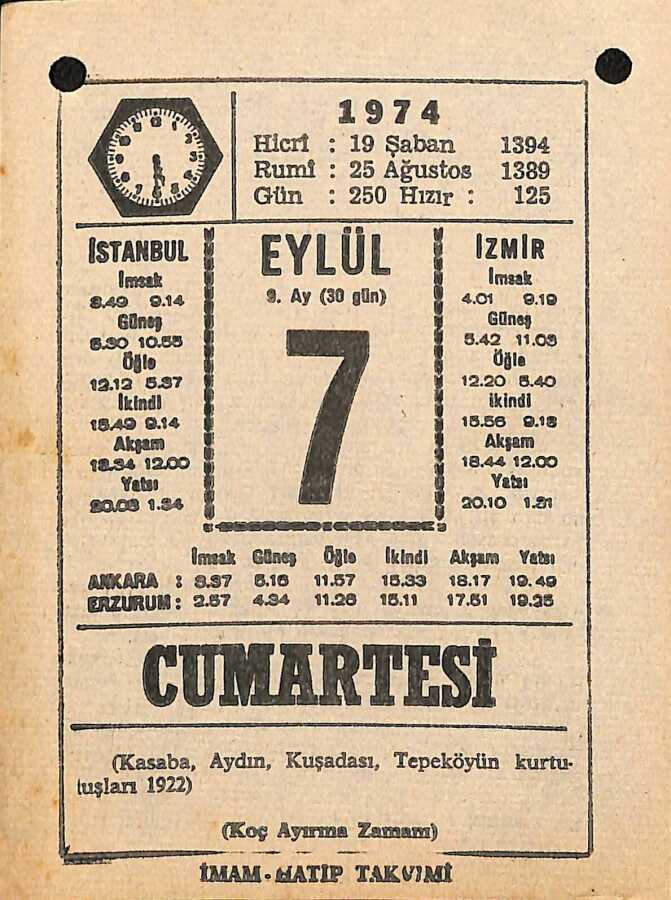 1974
Hicrî : 19 Şaban 1394
Rumî : 25 Ağustos 1389
Gün : 250 Hızır : 125
İSTANBUL
İmsak
3.49 9.14
Güneş
5.30 10.55
Öğle
12.12 5.37
İkindi
15.49 9.14
Akşam
18.34 12.00
Yatsı
20.08 1.34
EYLÜL
9. Ay (30 gün)
7
İZMİR
İmsak
4.01 9.19
Güneş
5.42 11.03
Öğle
12.20 5.40
İkindi
15.56 9.18
Akşam
18.44 12.00
Yatsı
20.10 1.31
İmsak Güneş Öğle İkindi Akşam Yatsı
ANKARA : 3.37 5.16 11.57 15.33 18.17 19.49
ERZURUM : 2.57 4.34 11.26 15.11 17.51 19.25
CUMARTESİ
(Kasaba, Aydın, Kuşadası, Tepeköyün kurtu-
tuşları 1922)
(Koç Ayırma Zamanı)
İMAM - HATİP TAKVİMİ